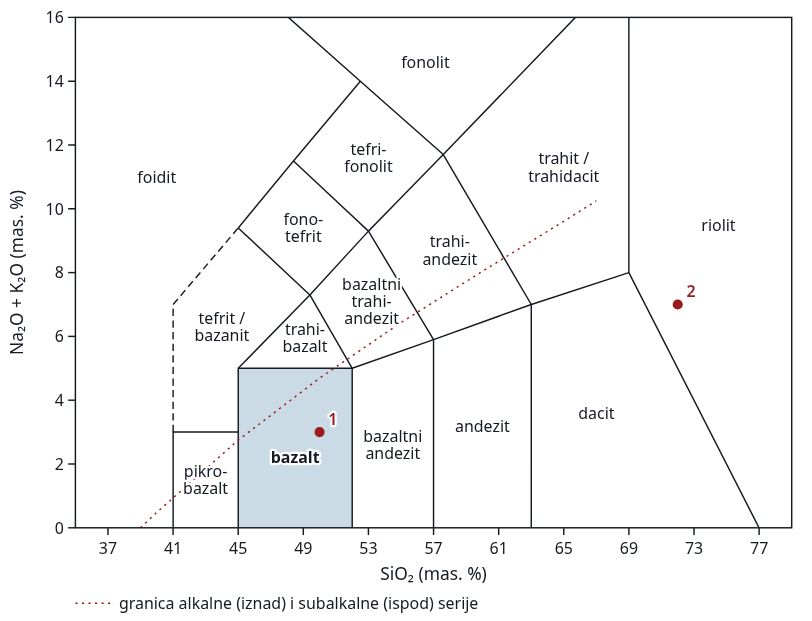 16
14
12
10
8
6
4
2
0
Na₂O + K₂O (mas. %)
fonolit
tefri-
fonolit
trahit /
trahidacit
foidit
fono-
tefrit
riolit
trahi-
andezit
bazaltni
trahi-
andezit
2
tefrit /
bazanit
trahi-
bazalt
1
bazalt
bazaltni
andezit
andezit
dacit
pikro-
bazalt
37 41 45 49 53 57 61 65 69 73 77
SiO₂ (mas. %)
granica alkalne (iznad) i subalkalne (ispod) serije